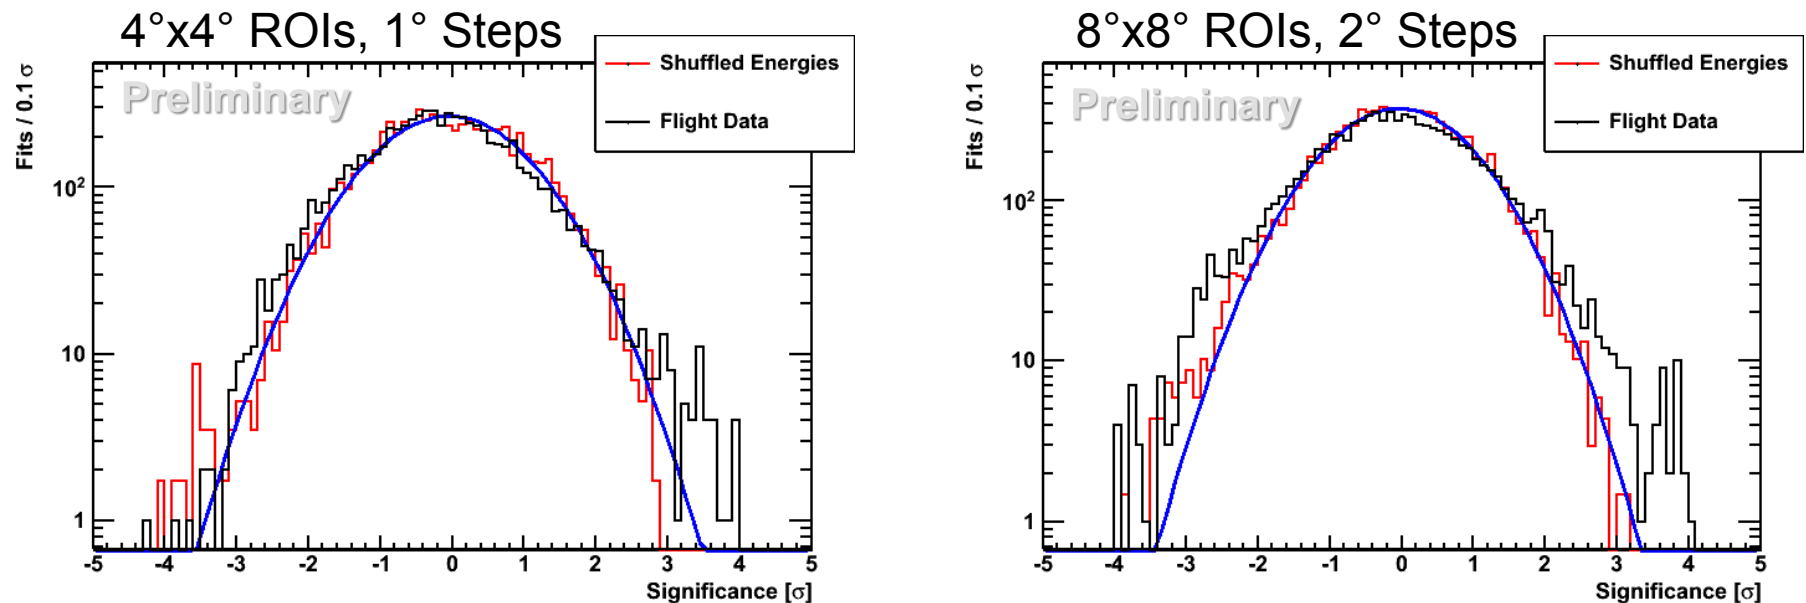 4°x4° ROIs, 1° Steps
Shuffled Energies
Flight Data
Preliminary
Fits / 0.1 σ
10²
10
1
-5 -4 -3 -2 -1 0 1 2 3 4 5
Significance [σ]
8°x8° ROIs, 2° Steps
Shuffled Energies
Flight Data
Preliminary
Fits / 0.1 σ
10²
10
1
-5 -4 -3 -2 -1 0 1 2 3 4 5
Significance [σ]